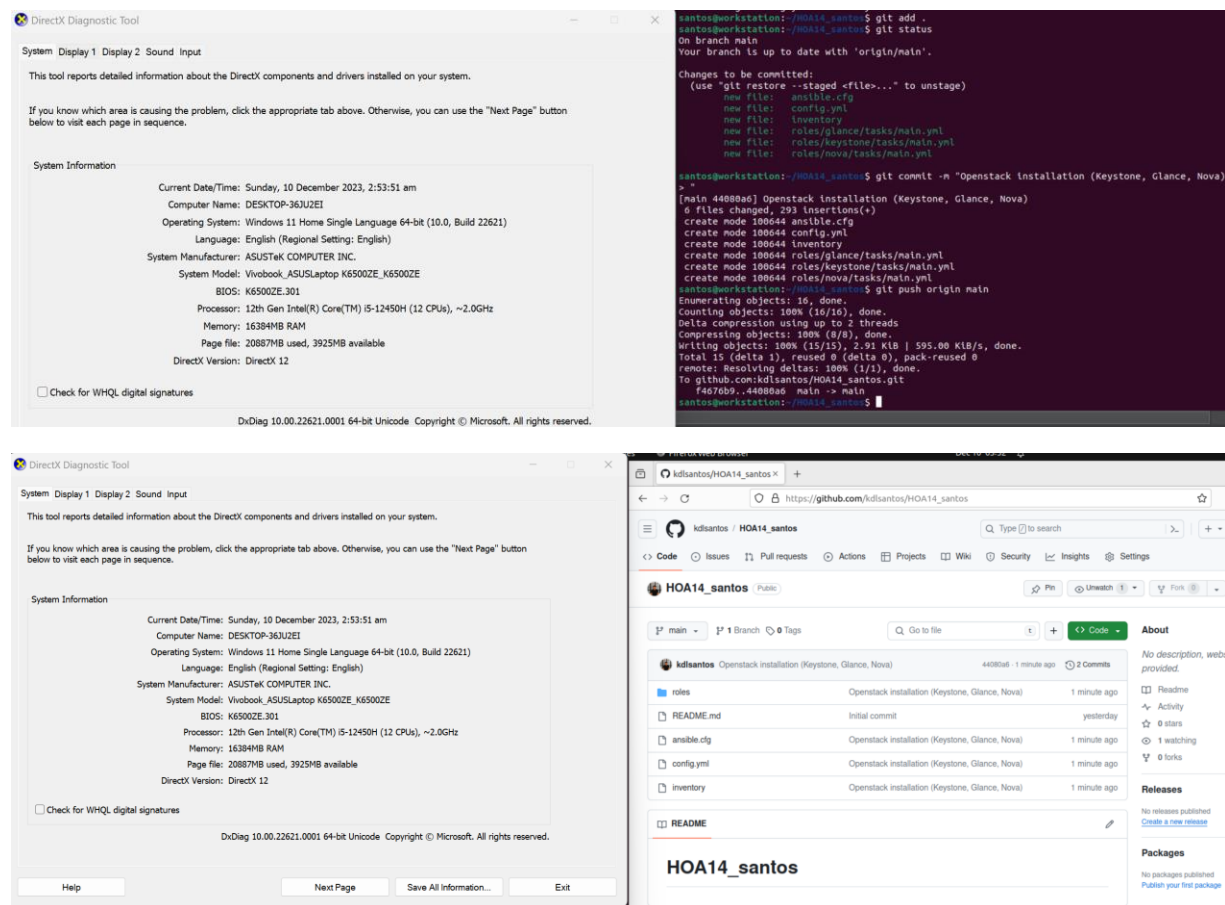 DirectX Diagnostic Tool
System Display 1 Display 2 Sound Input
This tool reports detailed information about the DirectX components and drivers installed on your system.
If you know which area is causing the problem, click the appropriate tab above. Otherwise, you can use the "Next Page" button
below to visit each page in sequence.
System Information
Current Date/Time: Sunday, 10 December 2023, 2:53:51 am
Computer Name: DESKTOP-36JU2EI
Operating System: Windows 11 Home Single Language 64-bit (10.0, Build 22621)
Language: English (Regional Setting: English)
System Manufacturer: ASUSTeK COMPUTER INC.
System Model: Vivobook_ASUSLaptop K6500ZE_K6500ZE
BIOS: K6500ZE.301
Processor: 12th Gen Intel(R) Core(TM) i5-12450H (12 CPUs), ~2.0GHz
Memory: 16384MB RAM
Page file: 20887MB used, 3925MB available
DirectX Version: DirectX 12
Check for WHQL digital signatures
DxDiag 10.00.22621.0001 64-bit Unicode Copyright © Microsoft. All rights reserved.
santos@workstation:~/HOA14_santos$ git add .
santos@workstation:~/HOA14_santos$ git status
On branch main
Your branch is up to date with 'origin/main'.
Changes to be committed:
(use "git restore --staged <file>..." to unstage)
new file: ansible.cfg
new file: config.yml
new file: inventory
new file: roles/glance/tasks/main.yml
new file: roles/keystone/tasks/main.yml
new file: roles/nova/tasks/main.yml
santos@workstation:~/HOA14_santos$ git commit -m "Openstack installation (Keystone, Glance, Nova)
> "
[main 44080a6] Openstack installation (Keystone, Glance, Nova)
6 files changed, 293 insertions(+)
create mode 100644 ansible.cfg
create mode 100644 config.yml
create mode 100644 inventory
create mode 100644 roles/glance/tasks/main.yml
create mode 100644 roles/keystone/tasks/main.yml
create mode 100644 roles/nova/tasks/main.yml
santos@workstation:~/HOA14_santos$ git push origin main
Enumerating objects: 16, done.
Counting objects: 100% (16/16), done.
Delta compression using up to 2 threads
Compressing objects: 100% (8/8), done.
Writing objects: 100% (15/15), 2.91 KiB | 595.00 KiB/s, done.
Total 15 (delta 1), reused 0 (delta 0), pack-reused 0
remote: Resolving deltas: 100% (1/1), done.
To github.com:kdlsantos/HOA14_santos.git
f4676b9..44080a6 main -> main
santos@workstation:~/HOA14_santos$
DirectX Diagnostic Tool
System Display 1 Display 2 Sound Input
This tool reports detailed information about the DirectX components and drivers installed on your system.
If you know which area is causing the problem, click the appropriate tab above. Otherwise, you can use the "Next Page" button
below to visit each page in sequence.
System Information
Current Date/Time: Sunday, 10 December 2023, 2:53:51 am
Computer Name: DESKTOP-36JU2EI
Operating System: Windows 11 Home Single Language 64-bit (10.0, Build 22621)
Language: English (Regional Setting: English)
System Manufacturer: ASUSTeK COMPUTER INC.
System Model: Vivobook_ASUSLaptop K6500ZE_K6500ZE
BIOS: K6500ZE.301
Processor: 12th Gen Intel(R) Core(TM) i5-12450H (12 CPUs), ~2.0GHz
Memory: 16384MB RAM
Page file: 20887MB used, 3925MB available
DirectX Version: DirectX 12
Check for WHQL digital signatures
DxDiag 10.00.22621.0001 64-bit Unicode Copyright © Microsoft. All rights reserved.
Help Next Page Save All Information... Exit
kdlsantos/HOA14_santos
https://github.com/kdlsantos/HOA14_santos
kdlsantos / HOA14_santos Type / to search
Code Issues Pull requests Actions Projects Wiki Security Insights Settings
HOA14_santos Public Pin Unwatch 1 Fork 0
main 1 Branch 0 Tags Go to file t Code
kdlsantos Openstack installation (Keystone, Glance, Nova) 44080a6 · 1 minute ago 2 Commits
roles Openstack installation (Keystone, Glance, Nova) 1 minute ago
README.md Initial commit yesterday
ansible.cfg Openstack installation (Keystone, Glance, Nova) 1 minute ago
config.yml Openstack installation (Keystone, Glance, Nova) 1 minute ago
inventory Openstack installation (Keystone, Glance, Nova) 1 minute ago
README
HOA14_santos
About
No description, webs
provided.
Readme
Activity
0 stars
1 watching
0 forks
Releases
No releases published
Create a new release
Packages
No packages published
Publish your first package